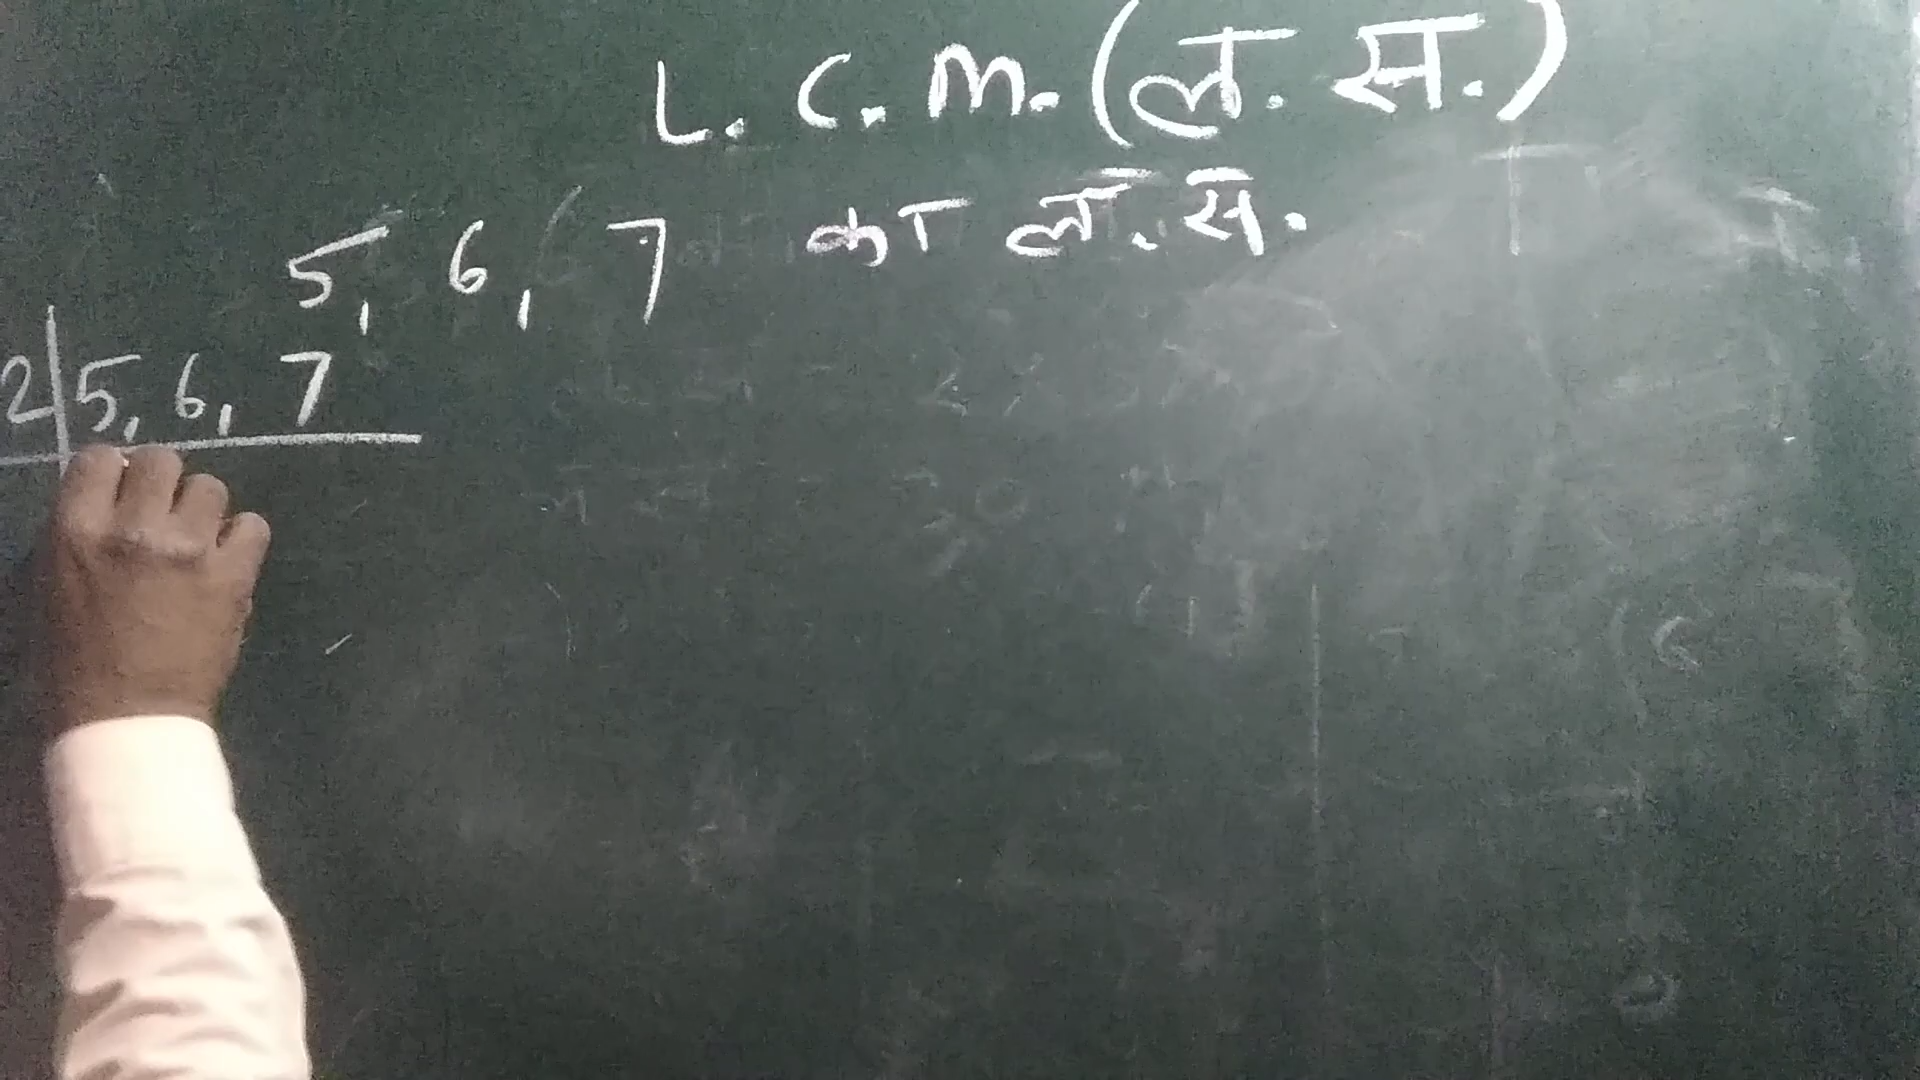 L.C.M. (ल.स.)
5, 6, 7 का ल.स.
2 5, 6, 7